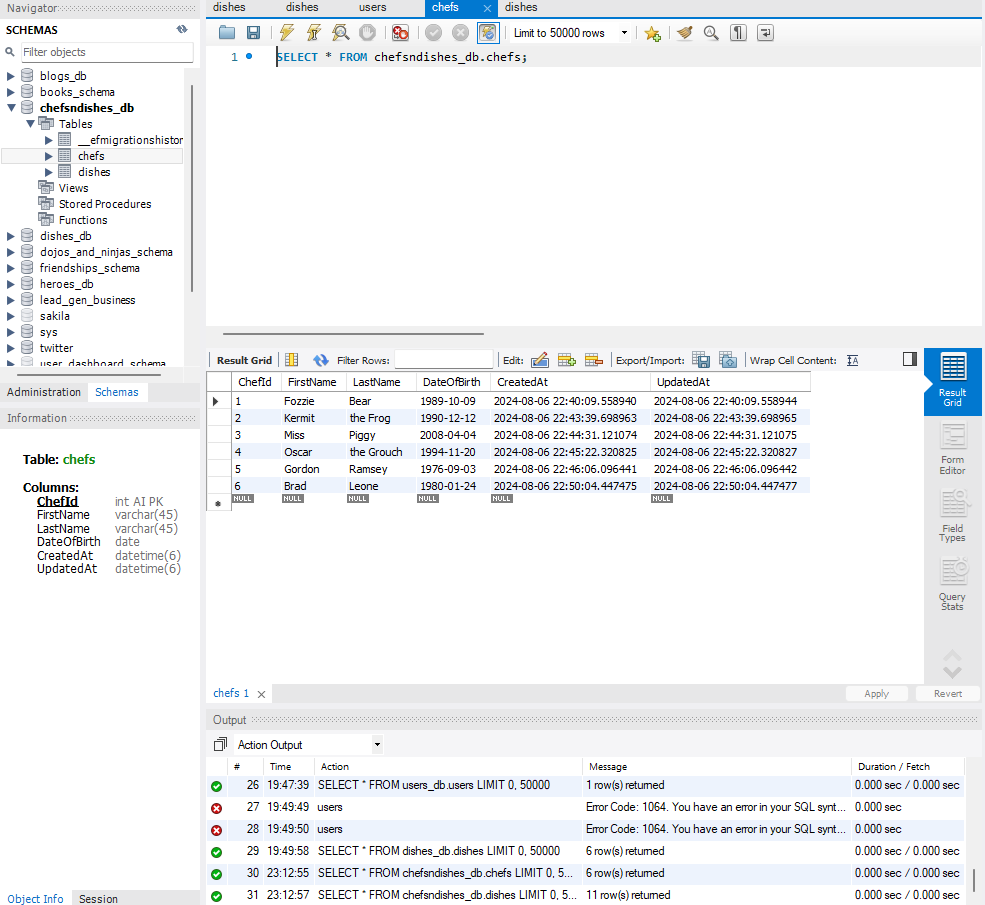 Navigator
SCHEMAS
Filter objects
blogs_db
books_schema
chefsndishes_db
Tables
__efmigrationshistor
chefs
dishes
Views
Stored Procedures
Functions
dishes_db
dojos_and_ninjas_schema
friendships_schema
heroes_db
lead_gen_business
sakila
sys
twitter
user_dashboard_schema
Administration Schemas
Information
Table: chefs
Columns:
ChefId int AI PK
FirstName varchar(45)
LastName varchar(45)
DateOfBirth date
CreatedAt datetime(6)
UpdatedAt datetime(6)
Object Info Session
dishes dishes users chefs dishes
Limit to 50000 rows
1 SELECT * FROM chefsndishes_db.chefs;
Result Grid Filter Rows: Edit: Export/Import: Wrap Cell Content:
ChefId FirstName LastName DateOfBirth CreatedAt UpdatedAt
1 Fozzie Bear 1989-10-09 2024-08-06 22:40:09.558940 2024-08-06 22:40:09.558944
2 Kermit the Frog 1990-12-12 2024-08-06 22:43:39.698963 2024-08-06 22:43:39.698965
3 Miss Piggy 2008-04-04 2024-08-06 22:44:31.121074 2024-08-06 22:44:31.121075
4 Oscar the Grouch 1994-11-20 2024-08-06 22:45:22.320825 2024-08-06 22:45:22.320827
5 Gordon Ramsey 1976-09-03 2024-08-06 22:46:06.096441 2024-08-06 22:46:06.096442
6 Brad Leone 1980-01-24 2024-08-06 22:50:04.447475 2024-08-06 22:50:04.447477
NULL NULL NULL NULL NULL NULL
Result
Grid
Form
Editor
Field
Types
Query
Stats
chefs 1 Apply Revert
Output
Action Output
# Time Action Message Duration / Fetch
26 19:47:39 SELECT * FROM users_db.users LIMIT 0, 50000 1 row(s) returned 0.000 sec / 0.000 sec
27 19:49:49 users Error Code: 1064. You have an error in your SQL synt... 0.000 sec
28 19:49:50 users Error Code: 1064. You have an error in your SQL synt... 0.000 sec
29 19:49:58 SELECT * FROM dishes_db.dishes LIMIT 0, 50000 6 row(s) returned 0.000 sec / 0.000 sec
30 23:12:55 SELECT * FROM chefsndishes_db.chefs LIMIT 0, 5... 6 row(s) returned 0.000 sec / 0.000 sec
31 23:12:57 SELECT * FROM chefsndishes_db.dishes LIMIT 0, 5... 11 row(s) returned 0.000 sec / 0.000 sec